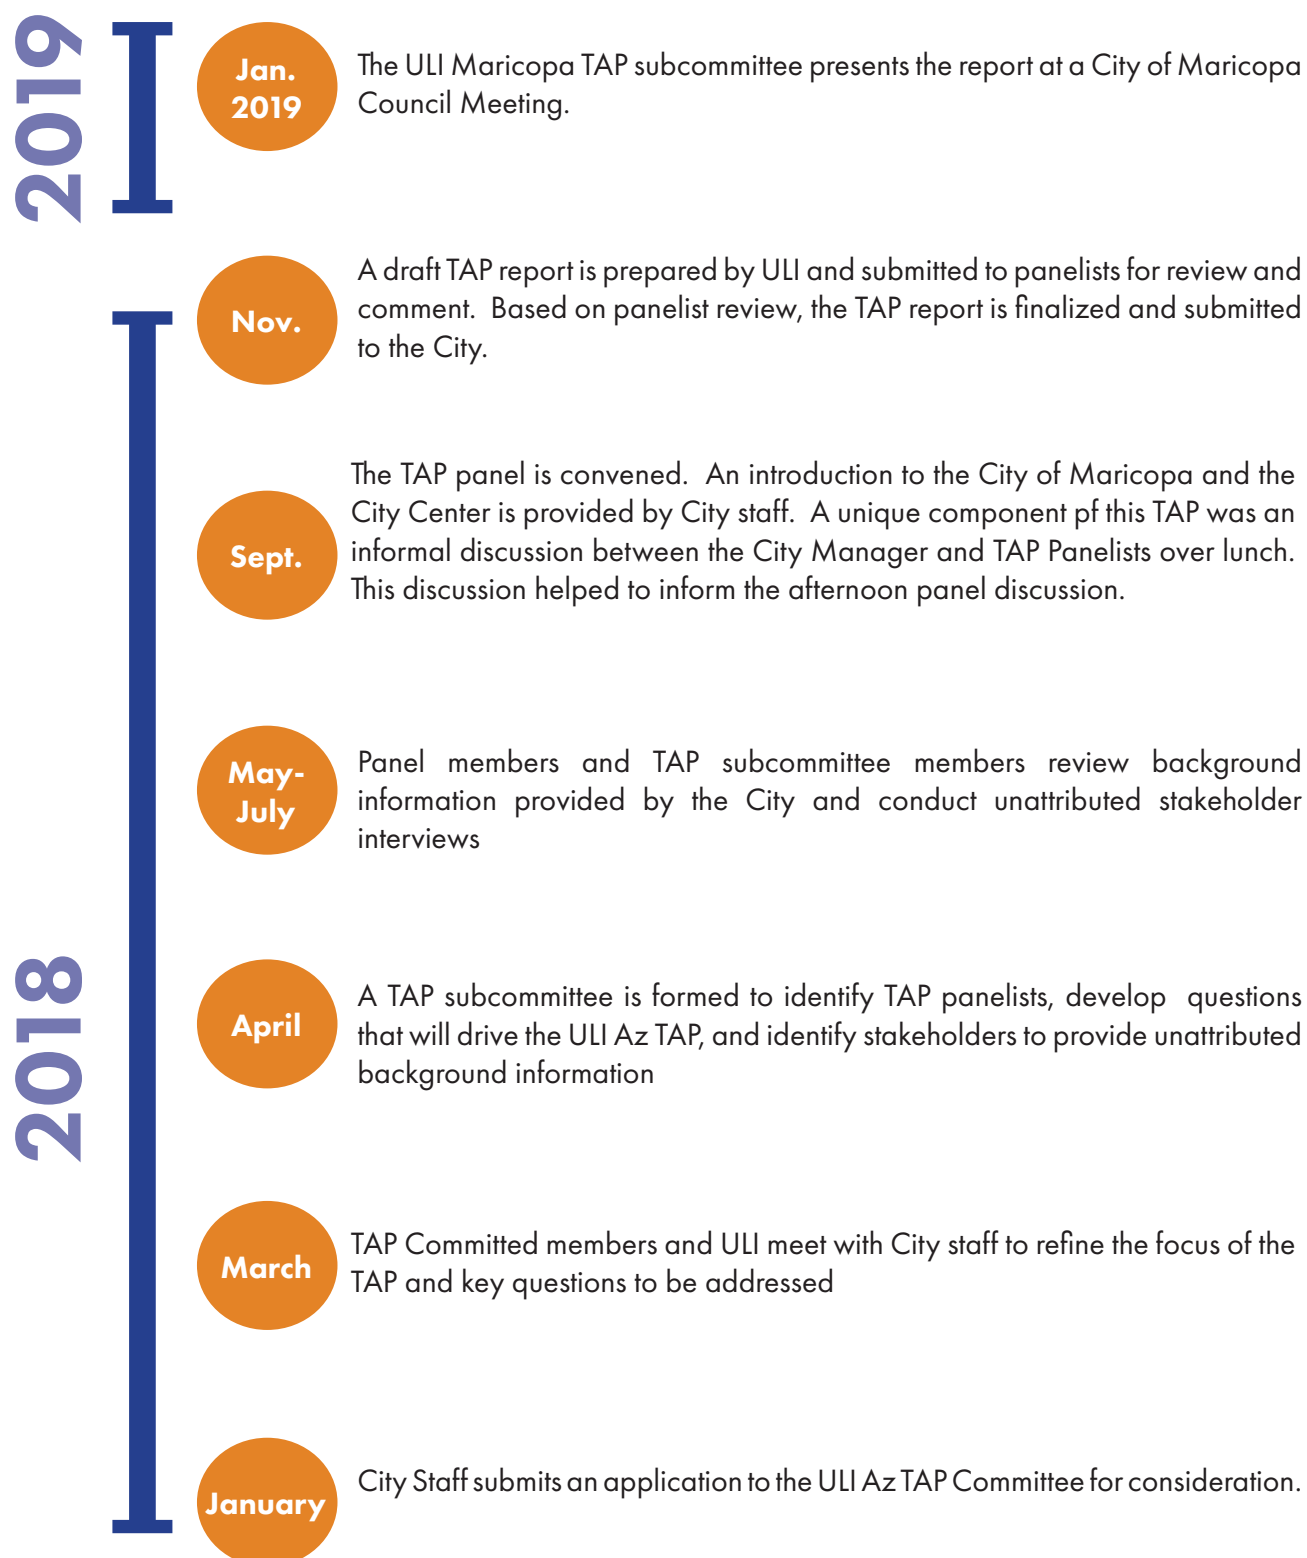 2019
Jan.
2019
The ULI Maricopa TAP subcommittee presents the report at a City of Maricopa
Council Meeting.
Nov.
A draft TAP report is prepared by ULI and submitted to panelists for review and
comment.  Based on panelist review, the TAP report is finalized and submitted
to the City.
Sept.
The TAP panel is convened.  An introduction to the City of Maricopa and the
City Center is provided by City staff.  A unique component pf this TAP was an
informal discussion between the City Manager and TAP Panelists over lunch.
This discussion helped to inform the afternoon panel discussion.
May-
July
Panel members and TAP subcommittee members review background
information provided by the City and conduct unattributed stakeholder
interviews
2018
April
A TAP subcommittee is formed to identify TAP panelists, develop  questions
that will drive the ULI Az TAP, and identify stakeholders to provide unattributed
background information
March
TAP Committed members and ULI meet with City staff to refine the focus of the
TAP and key questions to be addressed
January
City Staff submits an application to the ULI Az TAP Committee for consideration.